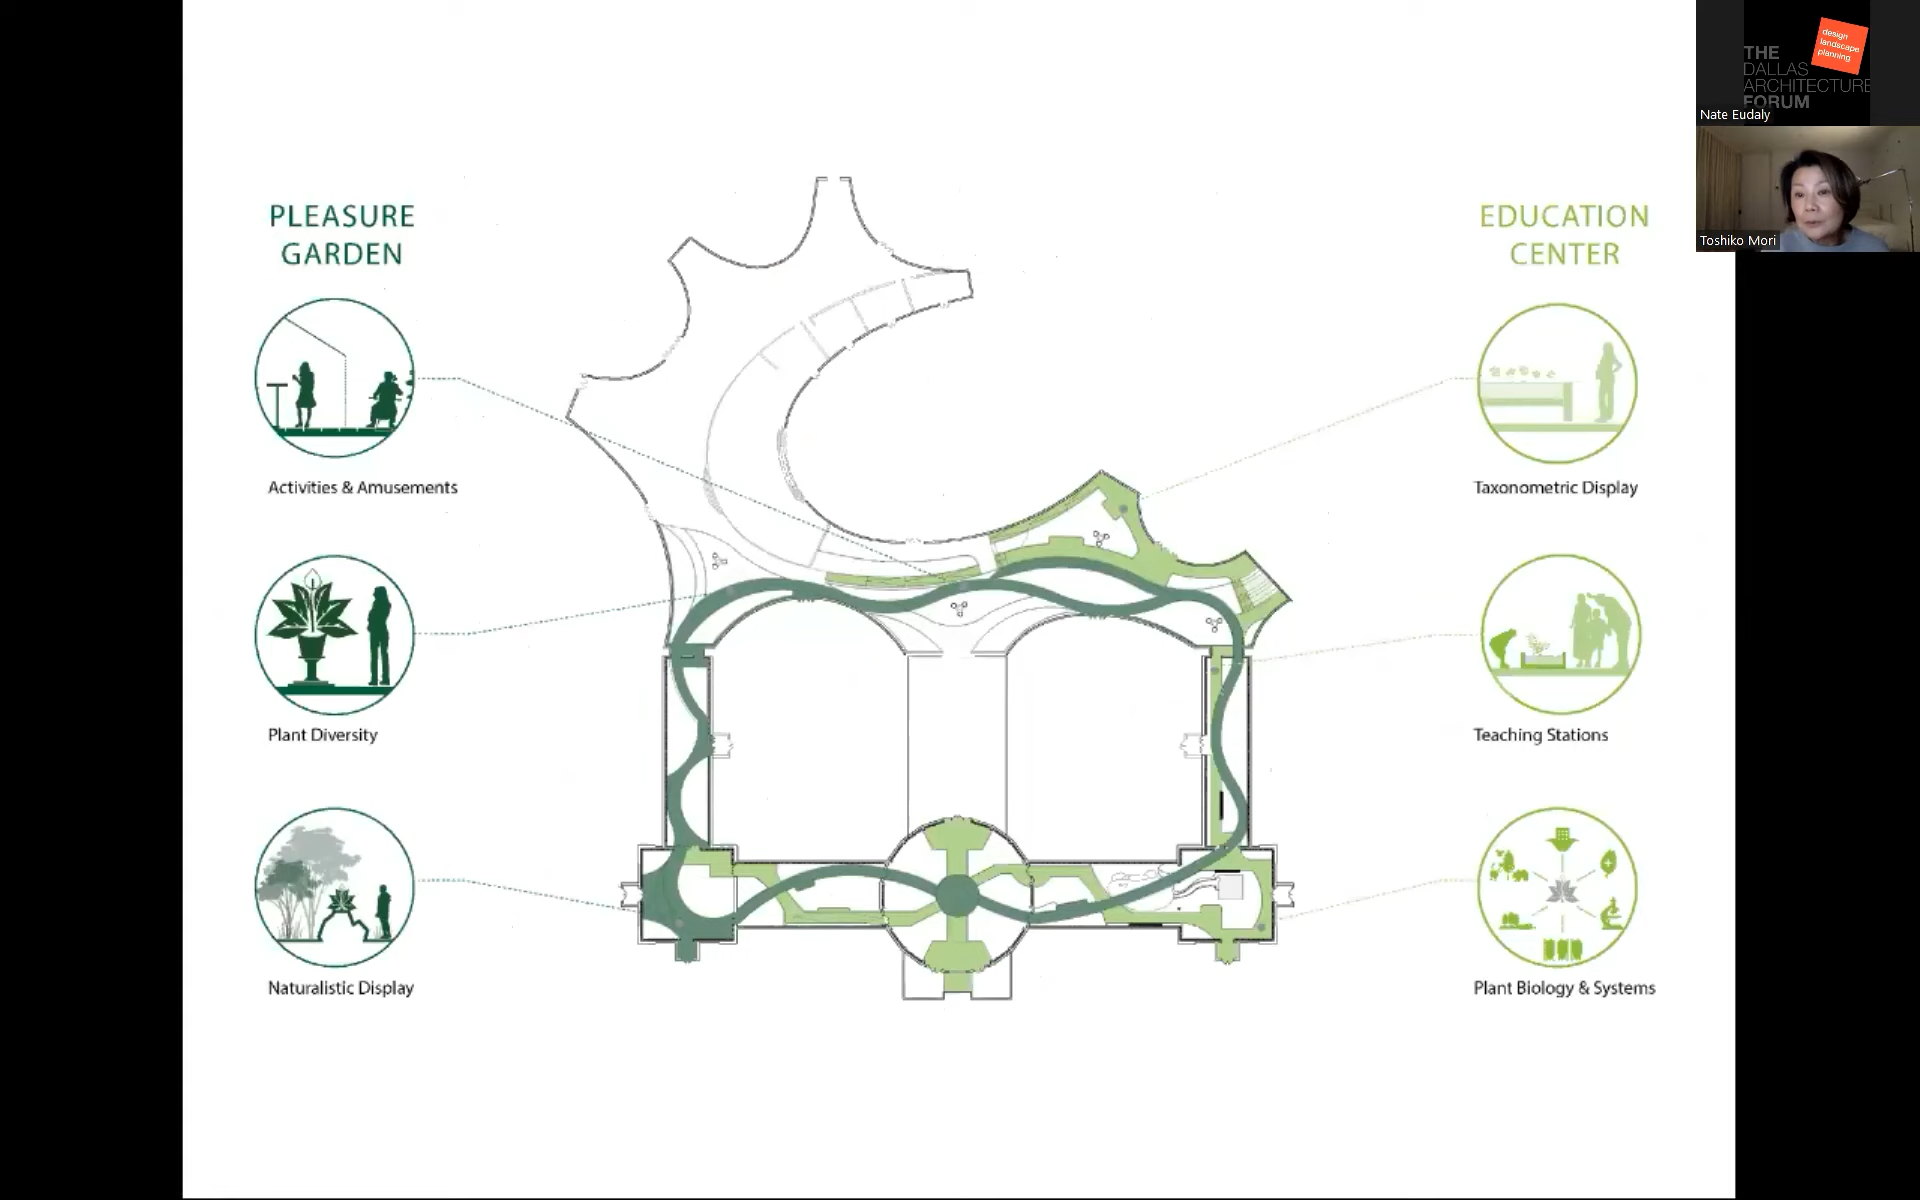 PLEASURE
GARDEN
Activities & Amusements
Plant Diversity
Naturalistic Display
EDUCATION
CENTER
Taxonometric Display
Teaching Stations
Plant Biology & Systems
design
landscape
planning
THE
DALLAS
ARCHITECTURE
FORUM
Nate Eudaly
Toshiko Mori